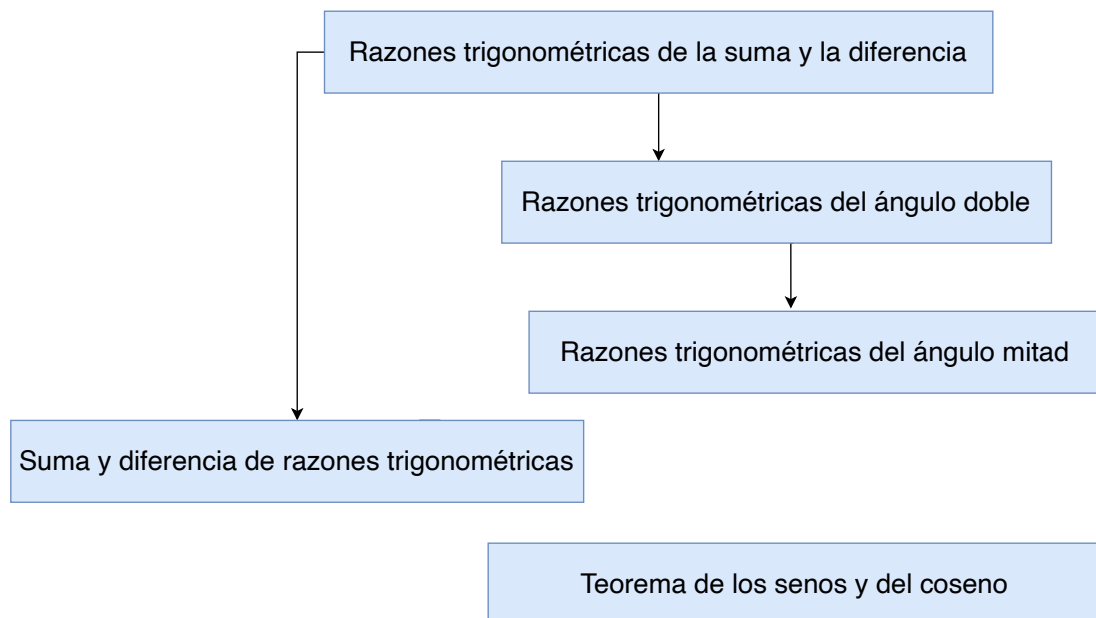 Razones trigonométricas de la suma y la diferencia
Razones trigonométricas del ángulo doble
Razones trigonométricas del ángulo mitad
Suma y diferencia de razones trigonométricas
Teorema de los senos y del coseno